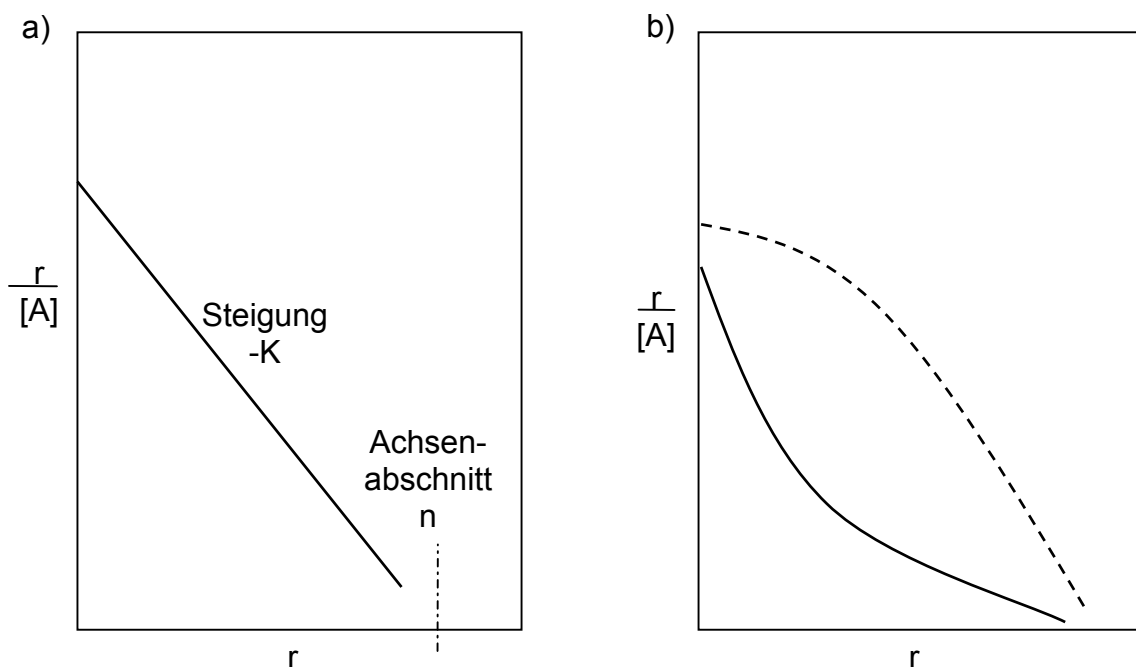 a)
r
[A]
Steigung
-K
Achsen-
abschnitt
n
r
b)
r
[A]
r